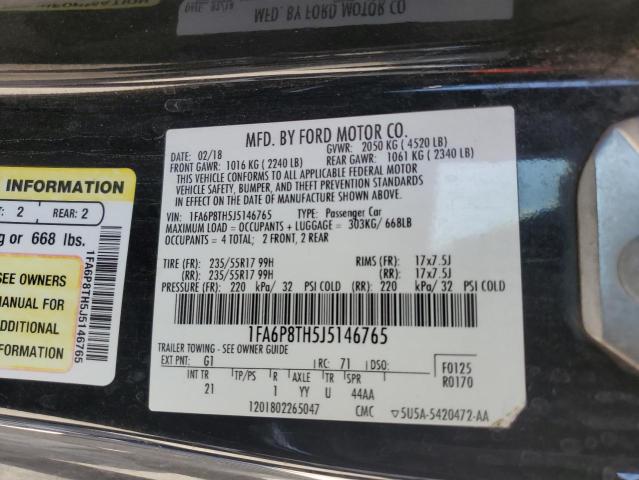 INFORMATION
MFD. BY FORD MOTOR CO.
MFD. BY FORD MOTOR CO.
DATE: 02/18 GVWR: 2050 KG ( 4520 LB)
FRONT GAWR: 1016 KG ( 2240 LB) REAR GAWR: 1061 KG ( 2340 LB)
THIS VEHICLE CONFORMS TO ALL APPLICABLE FEDERAL MOTOR
VEHICLE SAFETY, BUMPER, AND THEFT PREVENTION STANDARDS
IN EFFECT ON THE DATE OF MANUFACTURE SHOWN ABOVE.
VIN: 1FA6P8TH5J5146765 TYPE: Passenger Car
MAXIMUM LOAD = OCCUPANTS + LUGGAGE = 303KG/ 668LB
OCCUPANTS = 4 TOTAL; 2 FRONT, 2 REAR
TIRE (FR): 235/55R17 99H RIMS (FR): 17x7.5J
(RR): 235/55R17 99H (RR): 17x7.5J
PRESSURE (FR): 220 kPa/ 32 PSI COLD (RR): 220 kPa/ 32 PSI COLD
1FA6P8TH5J5146765
TRAILER TOWING - SEE OWNER GUIDE
EXT PNT: G1 RC: 71 DSO: F0125
INT TR TP/PS R AXLE TR SPR R0170
21 1 YY U 44AA
1201802265047 CMC 5U5A-5420472-AA
INFORMATION
2 REAR: 2
or 668 lbs.
SEE OWNERS
MANUAL FOR
ADDITIONAL
INFORMATION
1FA6P8TH5J5146765